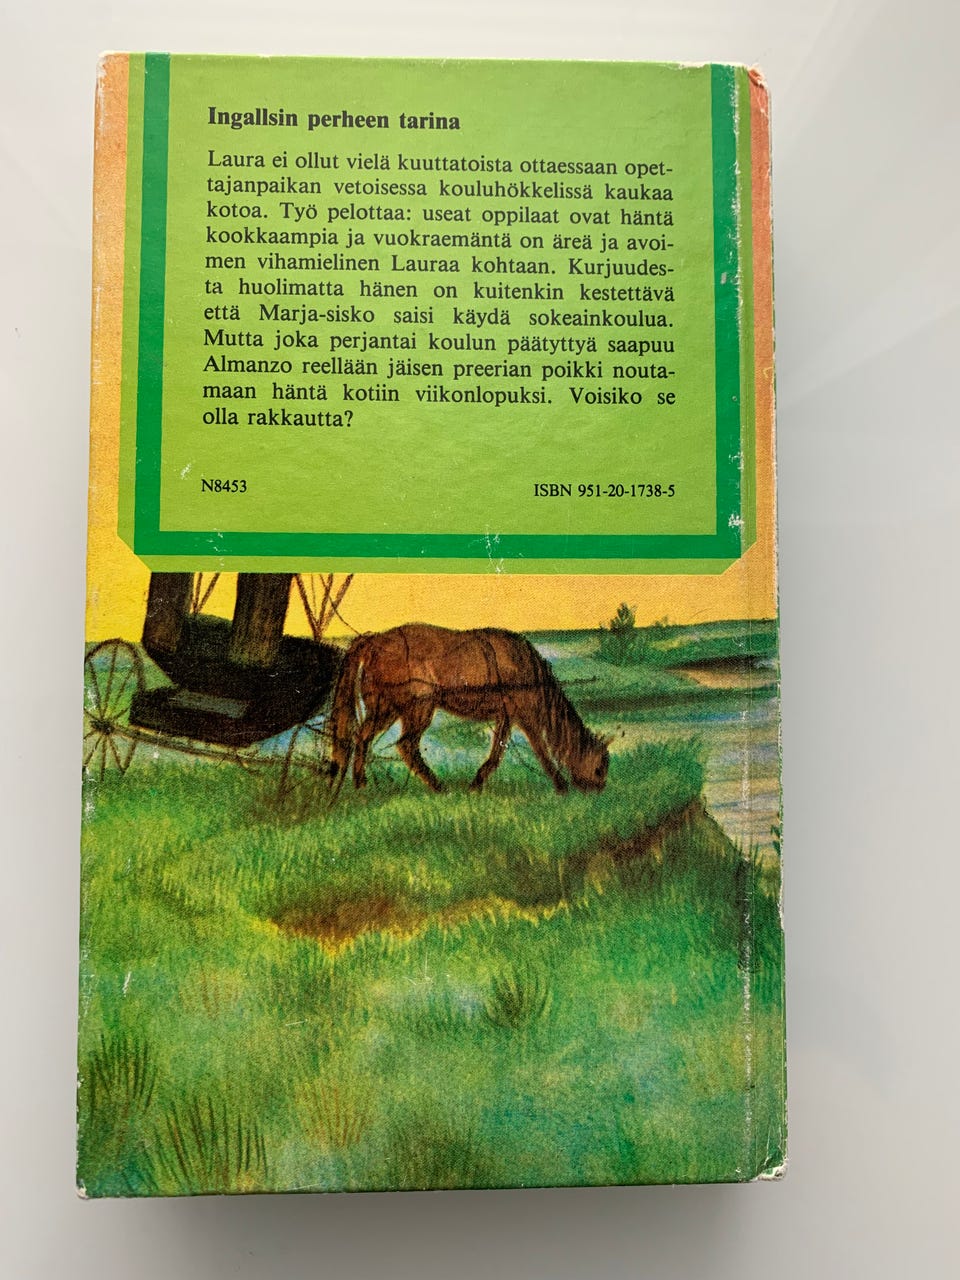 Ingallsin perheen tarina
Laura ei ollut vielä kuuttatoista ottaessaan opet-
tajanpaikan vetoisessa kouluhökkelissä kaukaa
kotoa. Työ pelottaa: useat oppilaat ovat häntä
kookkaampia ja vuokraemäntä on äreä ja avoi-
men vihamielinen Lauraa kohtaan. Kurjuudes-
ta huolimatta hänen on kuitenkin kestettävä
että Marja-sisko saisi käydä sokeainkoulua.
Mutta joka perjantai koulun päätyttyä saapuu
Almanzo reellään jäisen preerian poikki nouta-
maan häntä kotiin viikonlopuksi. Voisiko se
olla rakkautta?
N8453
ISBN 951-20-1738-5